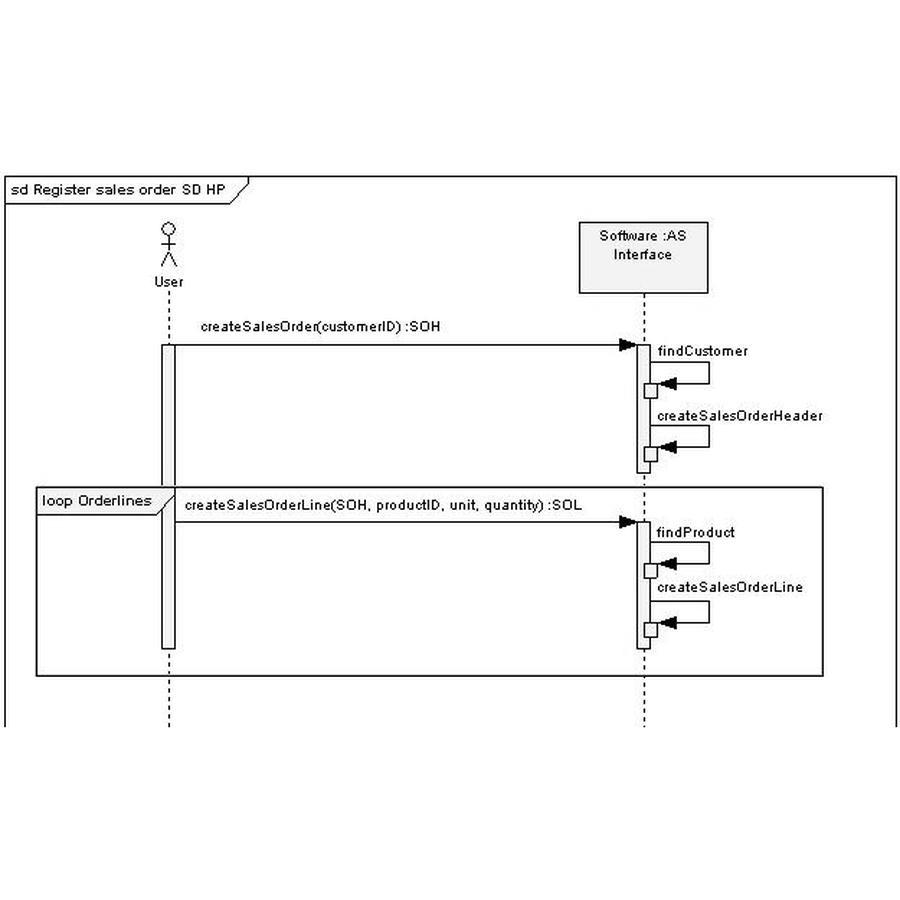 sd Register sales order SD HP
User
Software :AS
Interface
createSalesOrder(customerID) :SOH
findCustomer
createSalesOrderHeader
loop Orderlines
createSalesOrderLine(SOH, productID, unit, quantity) :SOL
findProduct
createSalesOrderLine